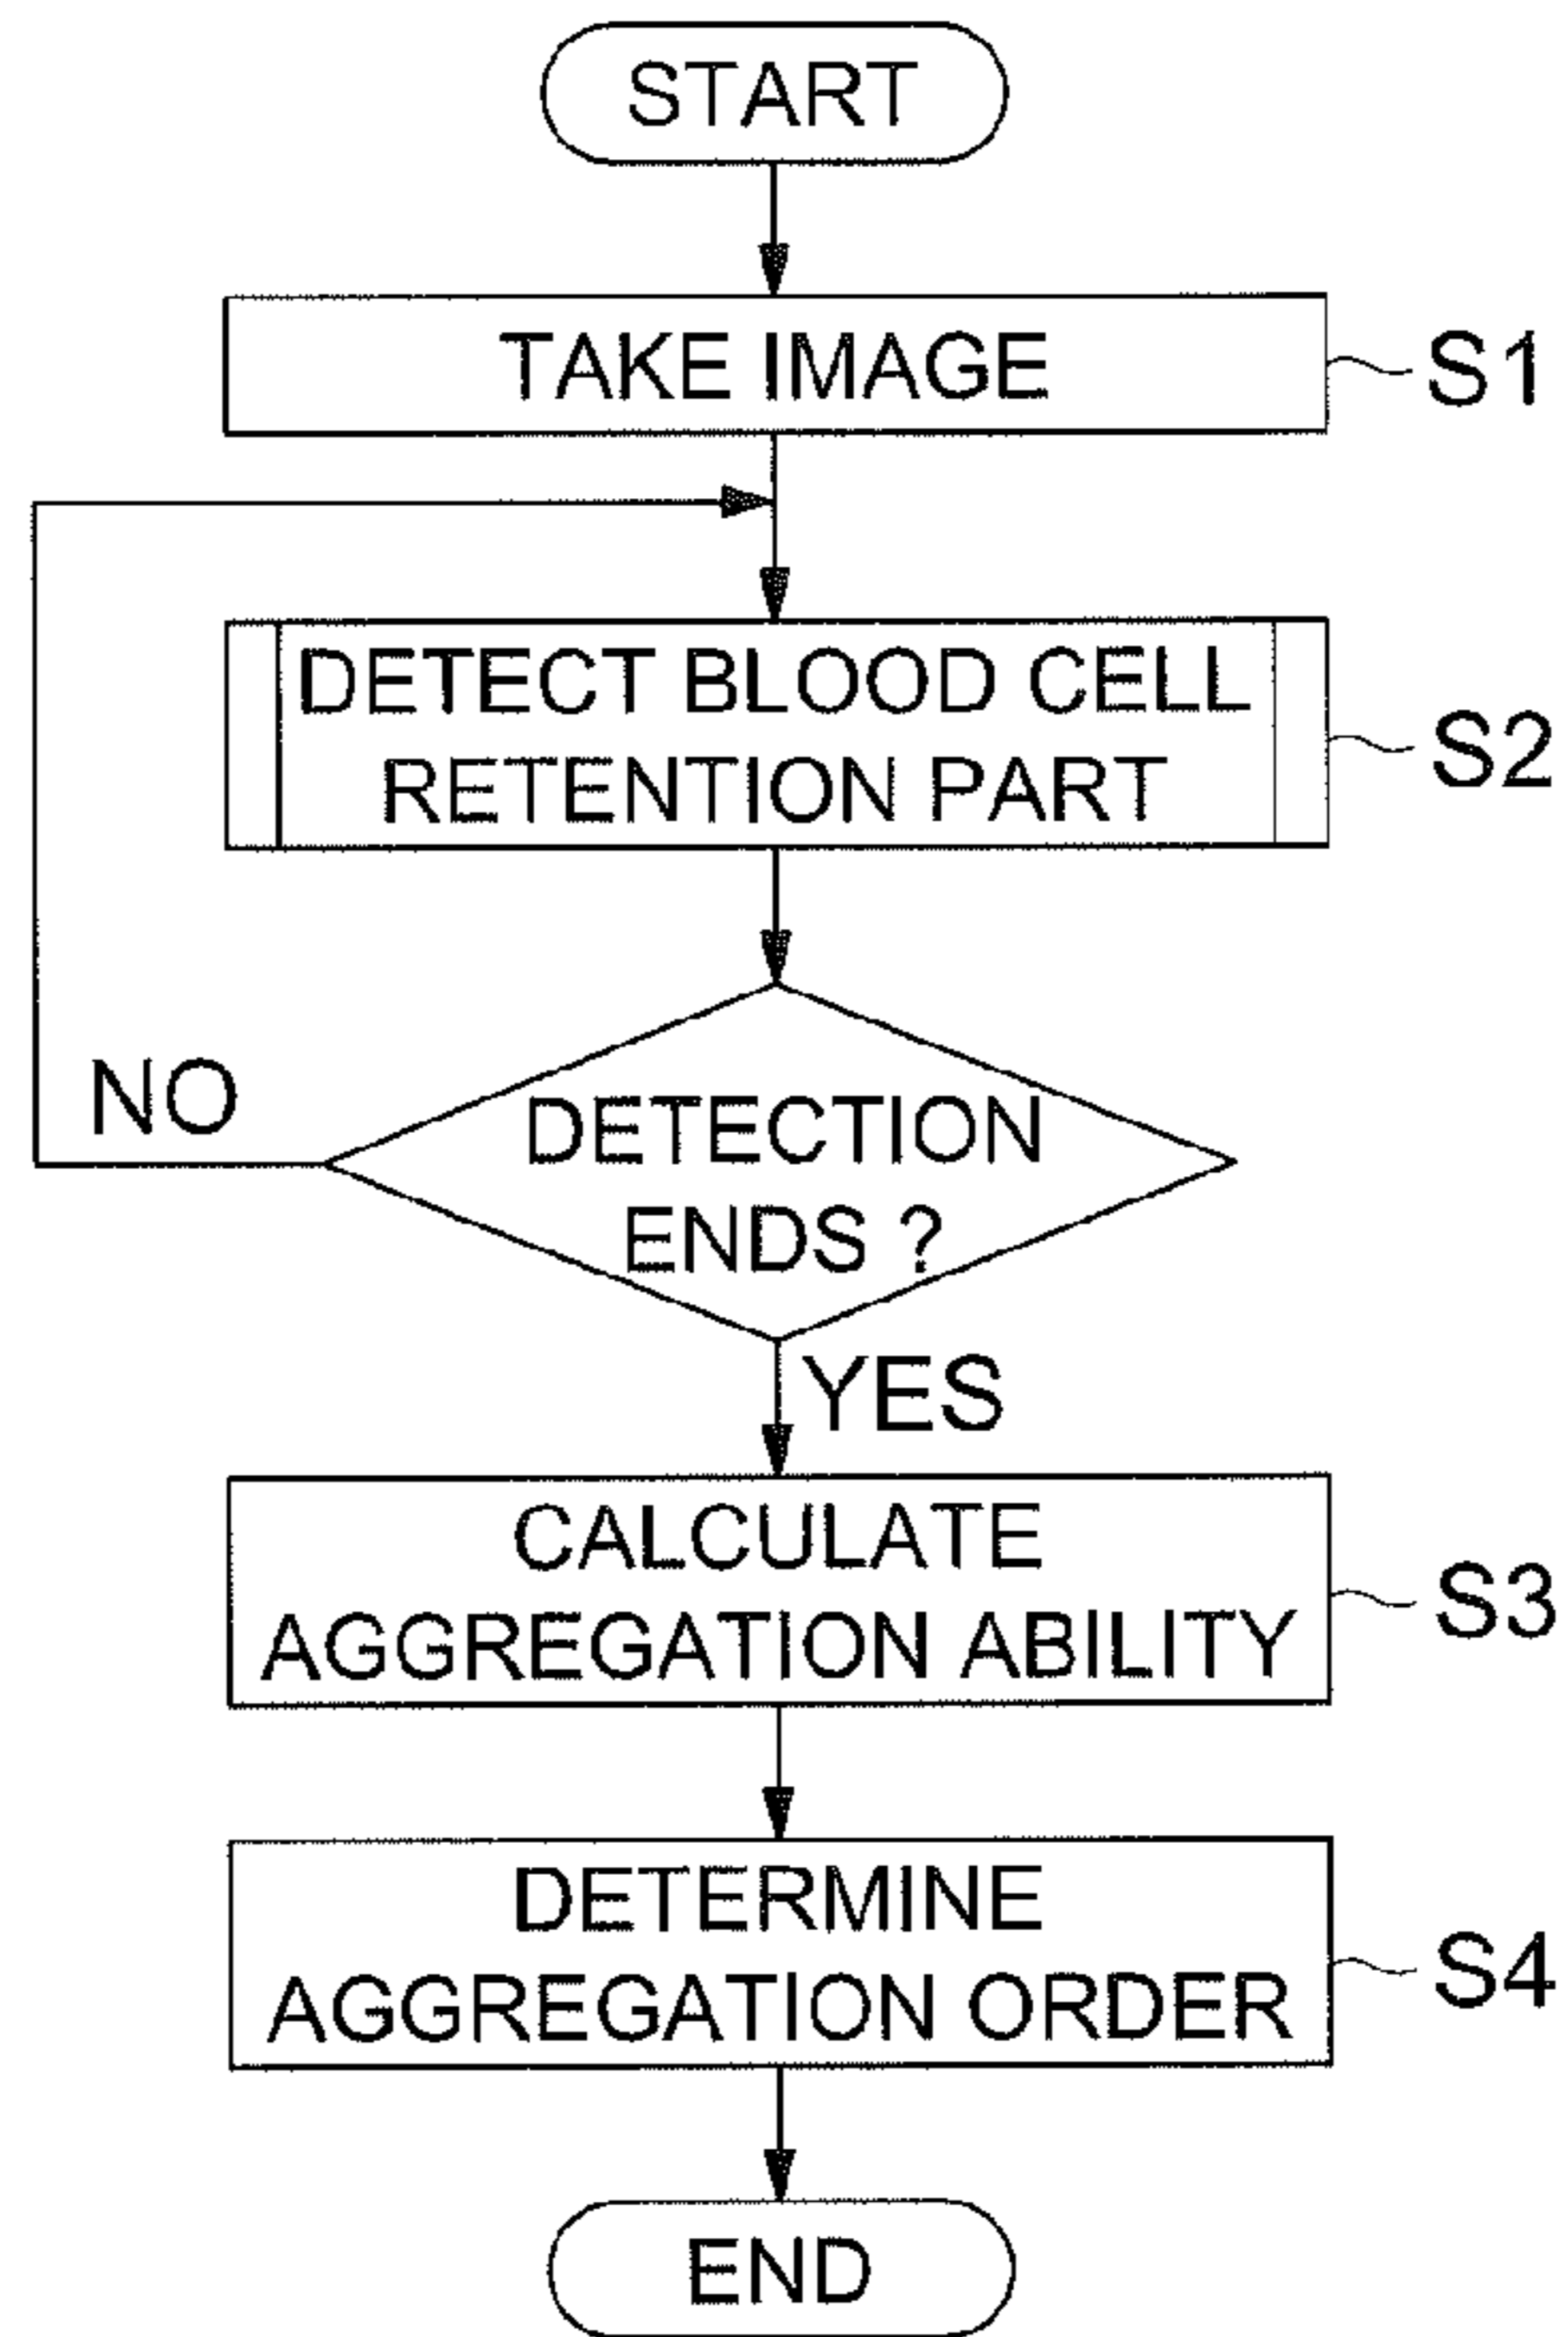 START
TAKE IMAGE
S1
DETECT BLOOD CELL
RETENTION PART
S2
NO
DETECTION
ENDS ?
YES
CALCULATE
AGGREGATION ABILITY
S3
DETERMINE
AGGREGATION ORDER
S4
END